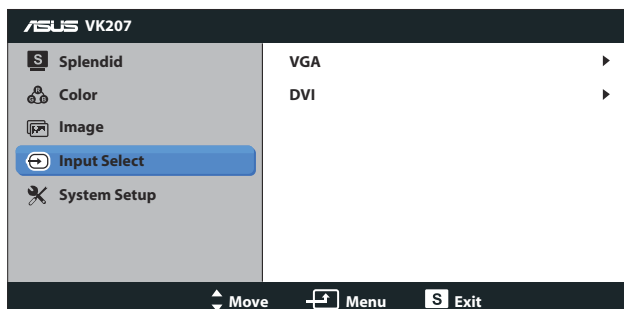 ASUS VK207
S Splendid
R G B Color
Image
Input Select
System Setup
VGA
DVI
Move Menu S Exit